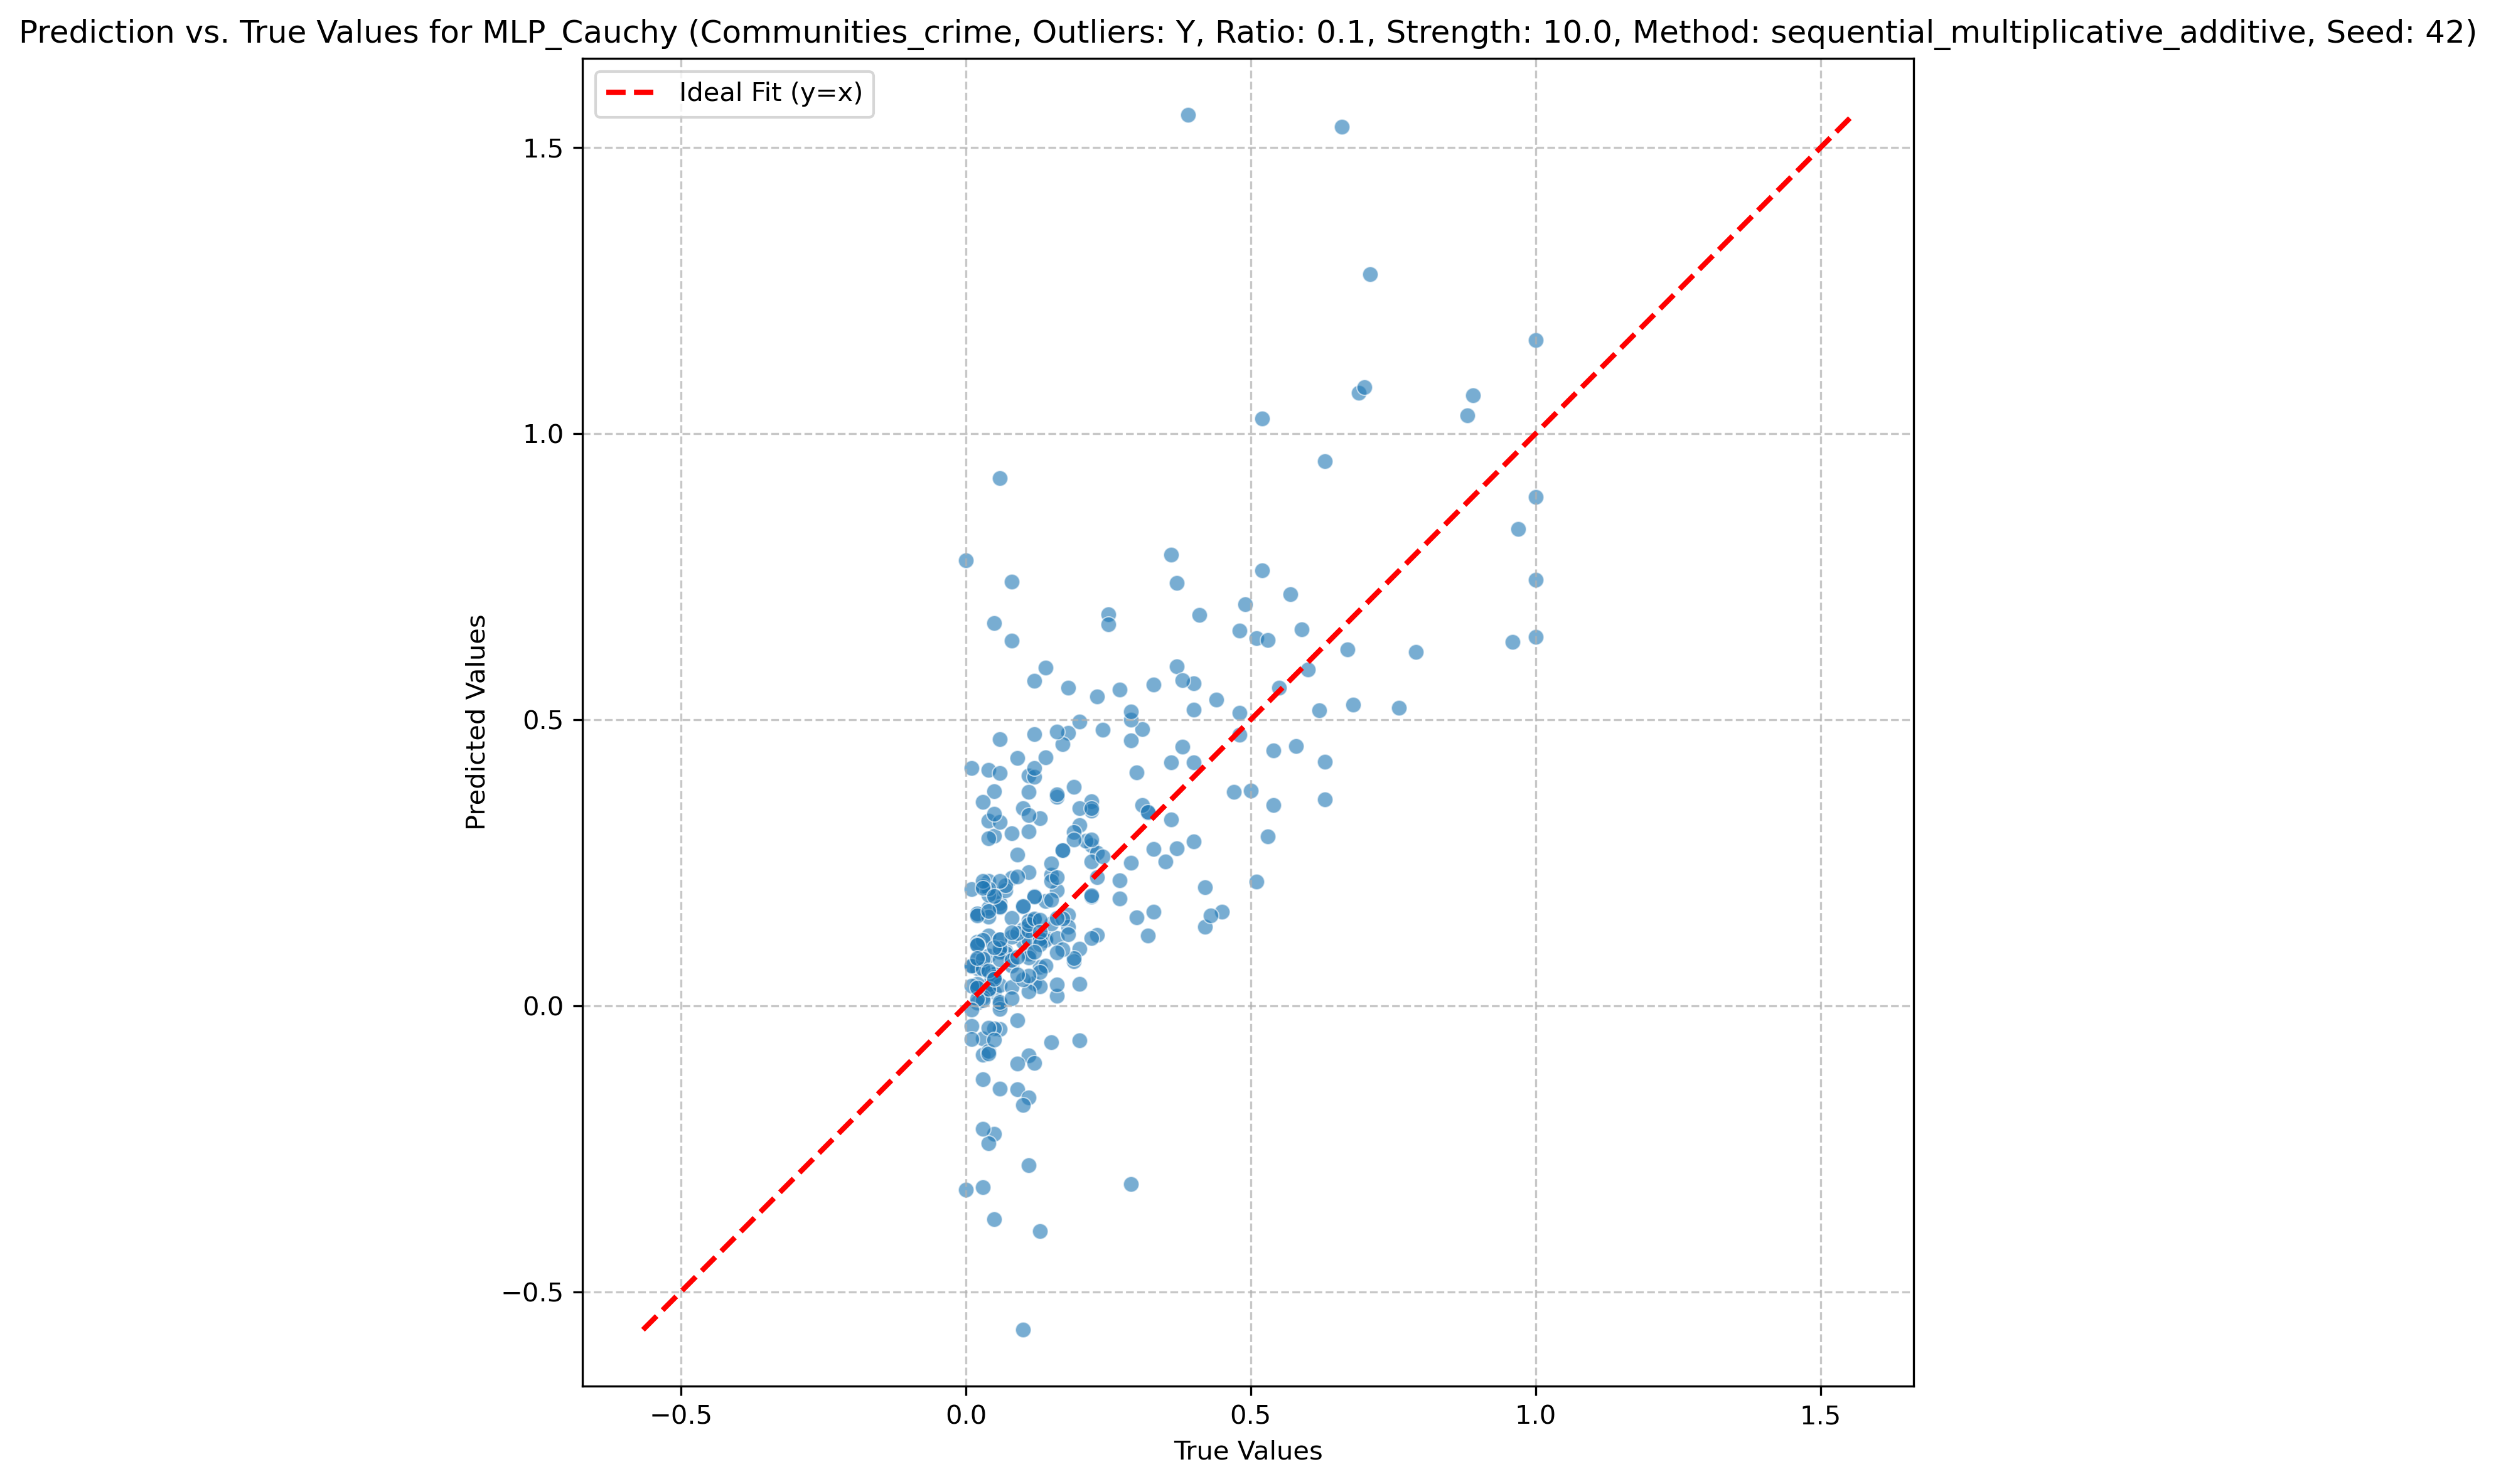 Prediction vs. True Values for MLP_Cauchy (Communities_crime, Outliers: Y, Ratio: 0.1, Strength: 10.0, Method: sequential_multiplicative_additive, Seed: 42)
Ideal Fit (y=x)
1.5
1.0
0.5
0.0
−0.5
Predicted Values
−0.5
0.0
0.5
1.0
1.5
True Values